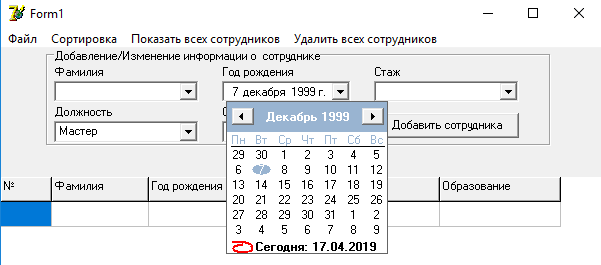 Form1
Файл Сортировка Показать всех сотрудников Удалить всех сотрудников
Добавление/Изменение информации о сотруднике
Фамилия Год рождения Стаж
7 декабря 1999 г.
Должность
Мастер Добавить сотрудника
Декабрь 1999
Пн Вт Ср Чт Пт Сб Вс
29 30 1 2 3 4 5
6 7 8 9 10 11 12
13 14 15 16 17 18 19
20 21 22 23 24 25 26
27 28 29 30 31 1 2
3 4 5 6 7 8 9
Сегодня: 17.04.2019
№ Фамилия Год рождения Образование